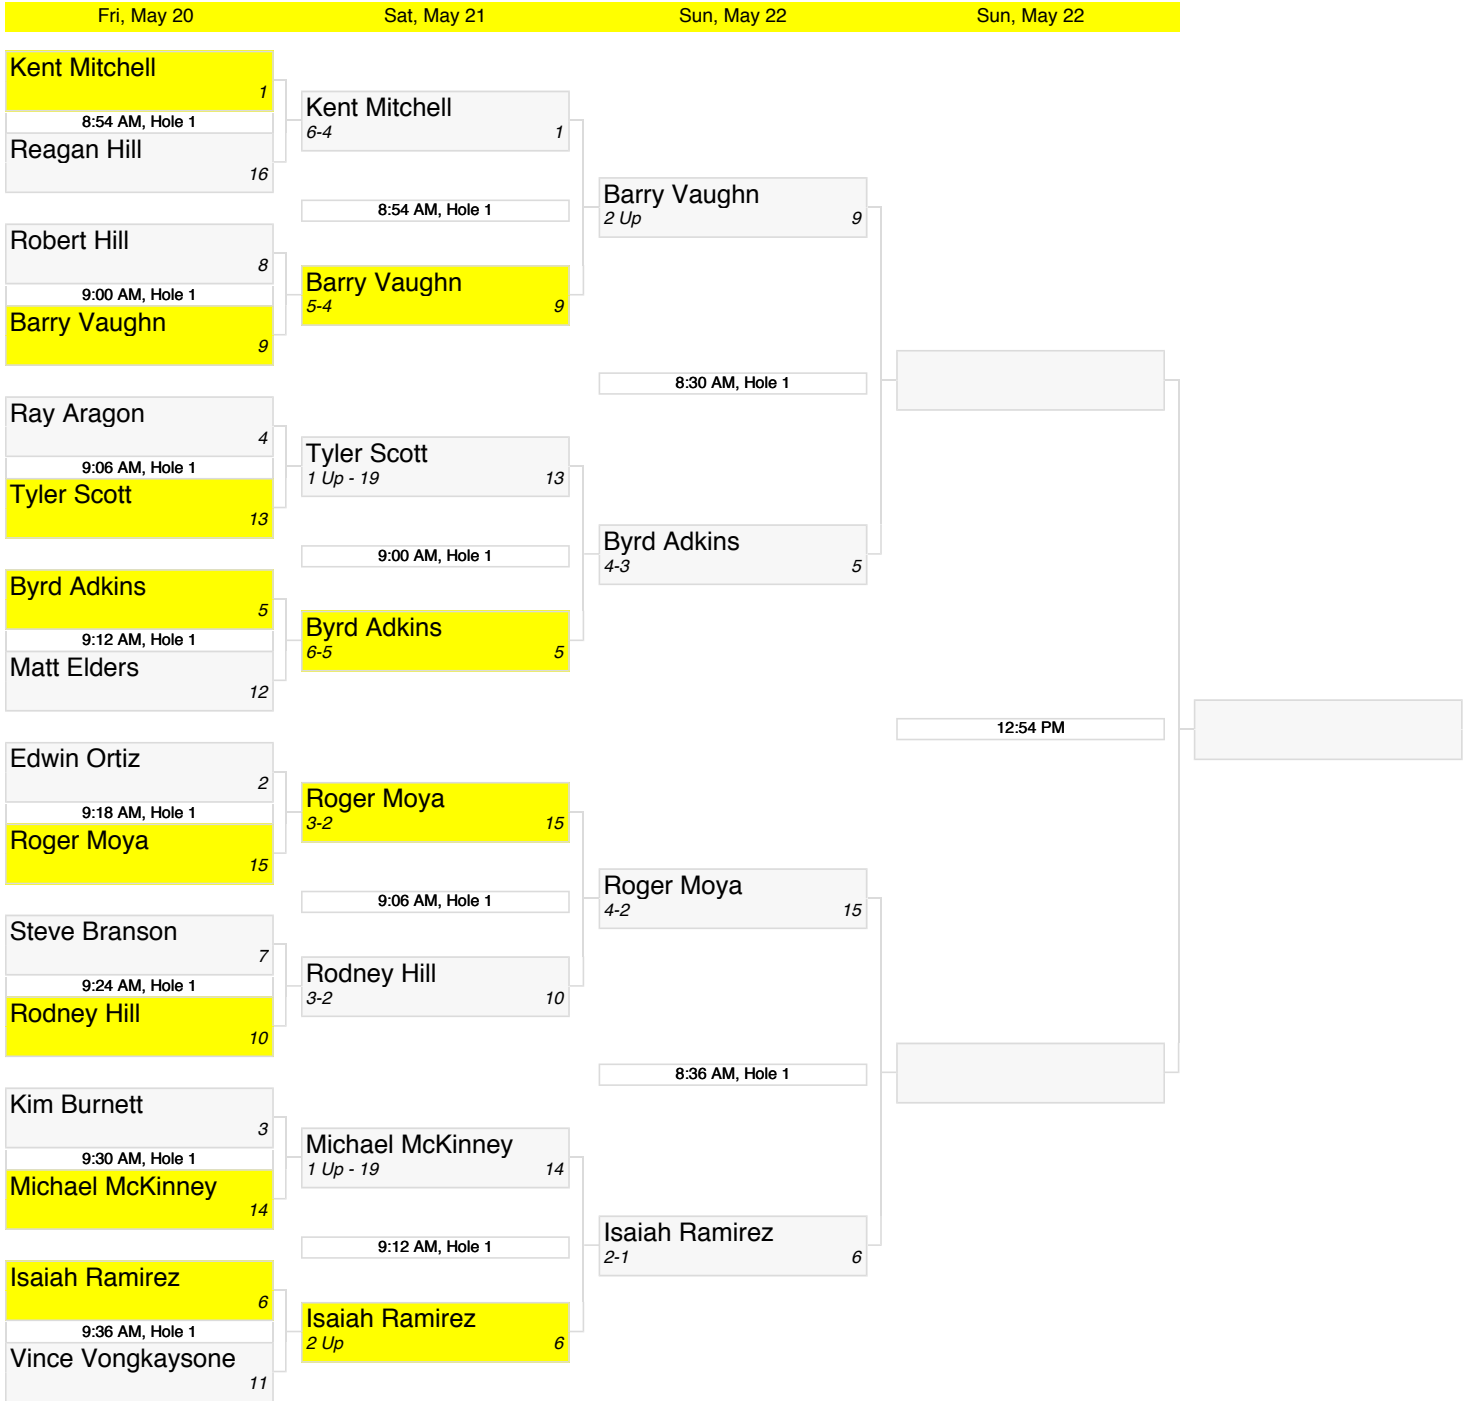 Fri, May 20
Sat, May 21
Sun, May 22
Sun, May 22
Kent Mitchell
1
8:54 AM, Hole 1
Reagan Hill
16
Robert Hill
8
9:00 AM, Hole 1
Barry Vaughn
9
Ray Aragon
4
9:06 AM, Hole 1
Tyler Scott
13
Byrd Adkins
5
9:12 AM, Hole 1
Matt Elders
12
Edwin Ortiz
2
9:18 AM, Hole 1
Roger Moya
15
Steve Branson
7
9:24 AM, Hole 1
Rodney Hill
10
Kim Burnett
3
9:30 AM, Hole 1
Michael McKinney
14
Isaiah Ramirez
6
9:36 AM, Hole 1
Vince Vongkaysone
11
Kent Mitchell
6-4 1
8:54 AM, Hole 1
Barry Vaughn
5-4 9
Tyler Scott
1 Up - 19 13
9:00 AM, Hole 1
Byrd Adkins
6-5 5
Roger Moya
3-2 15
9:06 AM, Hole 1
Rodney Hill
3-2 10
Michael McKinney
1 Up - 19 14
9:12 AM, Hole 1
Isaiah Ramirez
2 Up 6
Barry Vaughn
2 Up 9
8:30 AM, Hole 1
Byrd Adkins
4-3 5
Roger Moya
4-2 15
8:36 AM, Hole 1
Isaiah Ramirez
2-1 6
12:54 PM